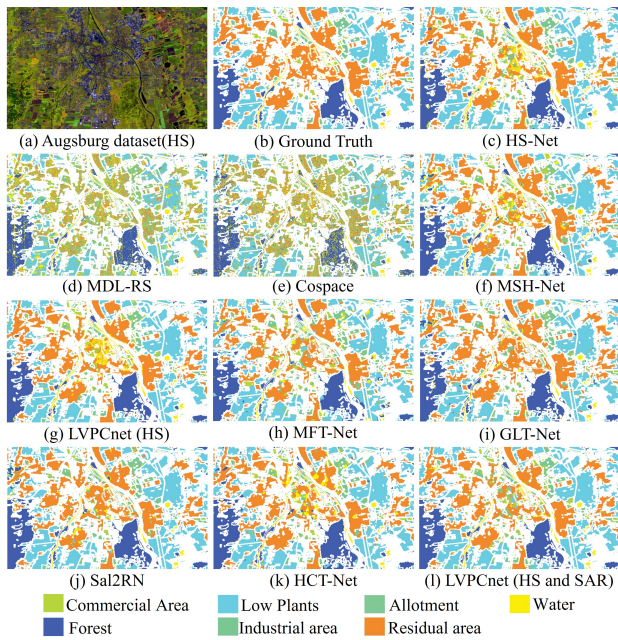 (a) Augsburg dataset(HS) (b) Ground Truth (c) HS-Net
(d) MDL-RS (e) Cospace (f) MSH-Net
(g) LVPCnet (HS) (h) MFT-Net (i) GLT-Net
(j) Sal2RN (k) HCT-Net (l) LVPCnet (HS and SAR)
Commercial Area Low Plants Allotment Water
Forest Industrial area Residual area